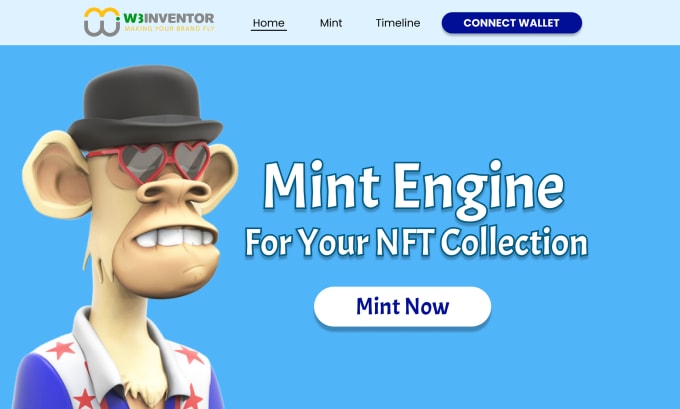 W3INVENTOR
MAKING YOUR BRAND FLY
Home
Mint
Timeline
CONNECT WALLET
Mint Engine
For Your NFT Collection
Mint Now